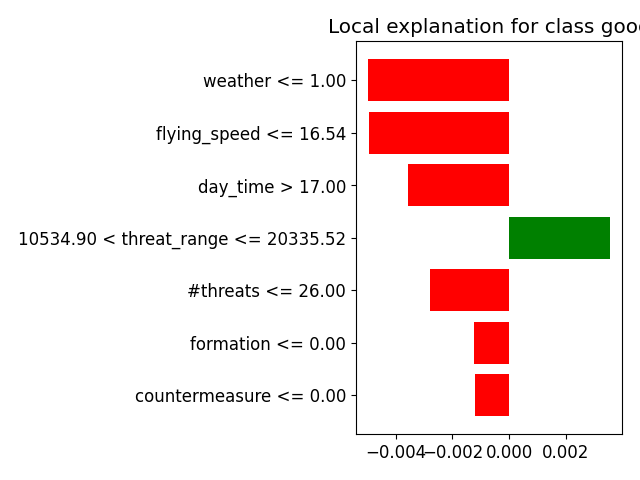 Local explanation for class good
weather <= 1.00
flying_speed <= 16.54
day_time > 17.00
10534.90 < threat_range <= 20335.52
#threats <= 26.00
formation <= 0.00
countermeasure <= 0.00
−0.004 −0.002 0.000 0.002